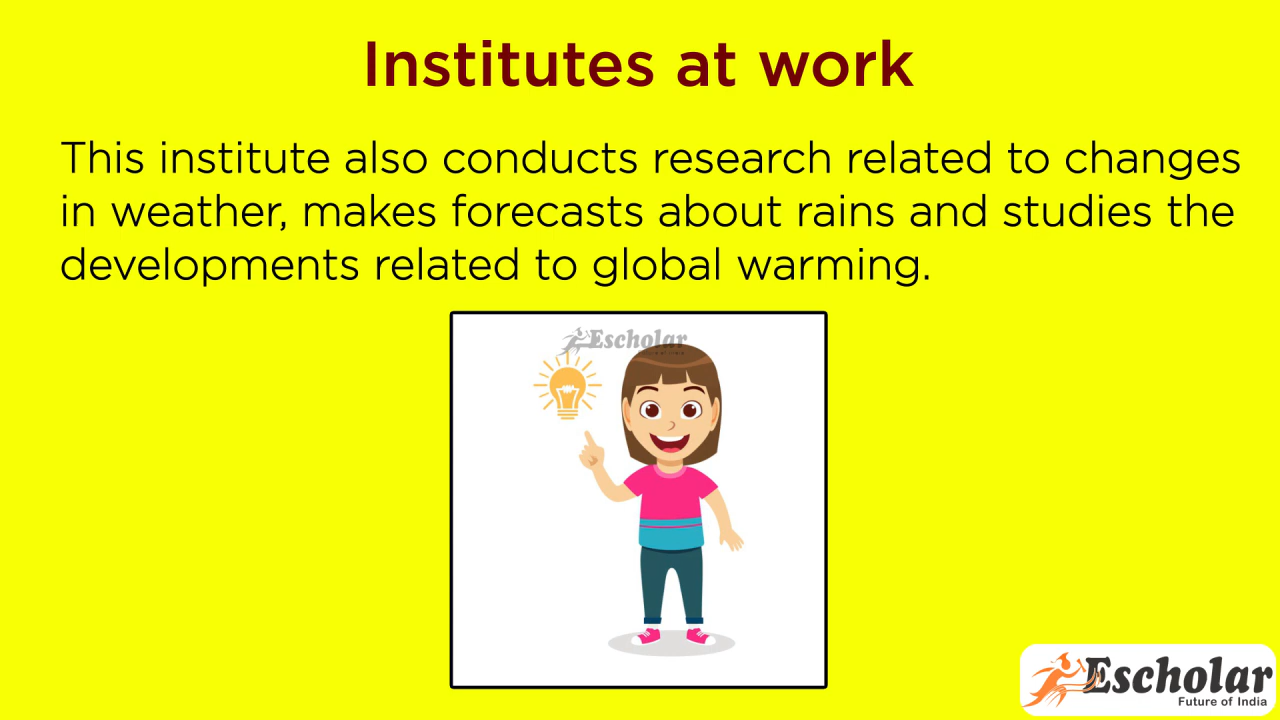 Institutes at work
This institute also conducts research related to changes
in weather, makes forecasts about rains and studies the
developments related to global warming.
Escholar
Escholar
Future of India